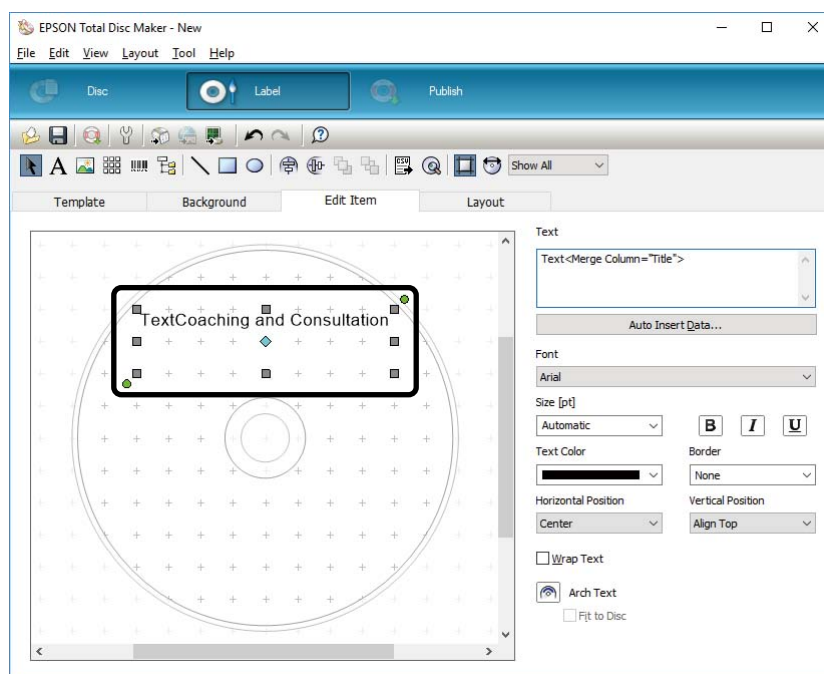 EPSON Total Disc Maker - New
File Edit View Layout Tool Help
Disc Label Publish
Show All
Template Background Edit Item Layout
Text
Text<Merge Column="Title">
Auto Insert Data...
TextCoaching and Consultation
Font
Arial
Size [pt]
Automatic B I U
Text Color Border
None
Horizontal Position Vertical Position
Center Align Top
Wrap Text
Arch Text
Fit to Disc